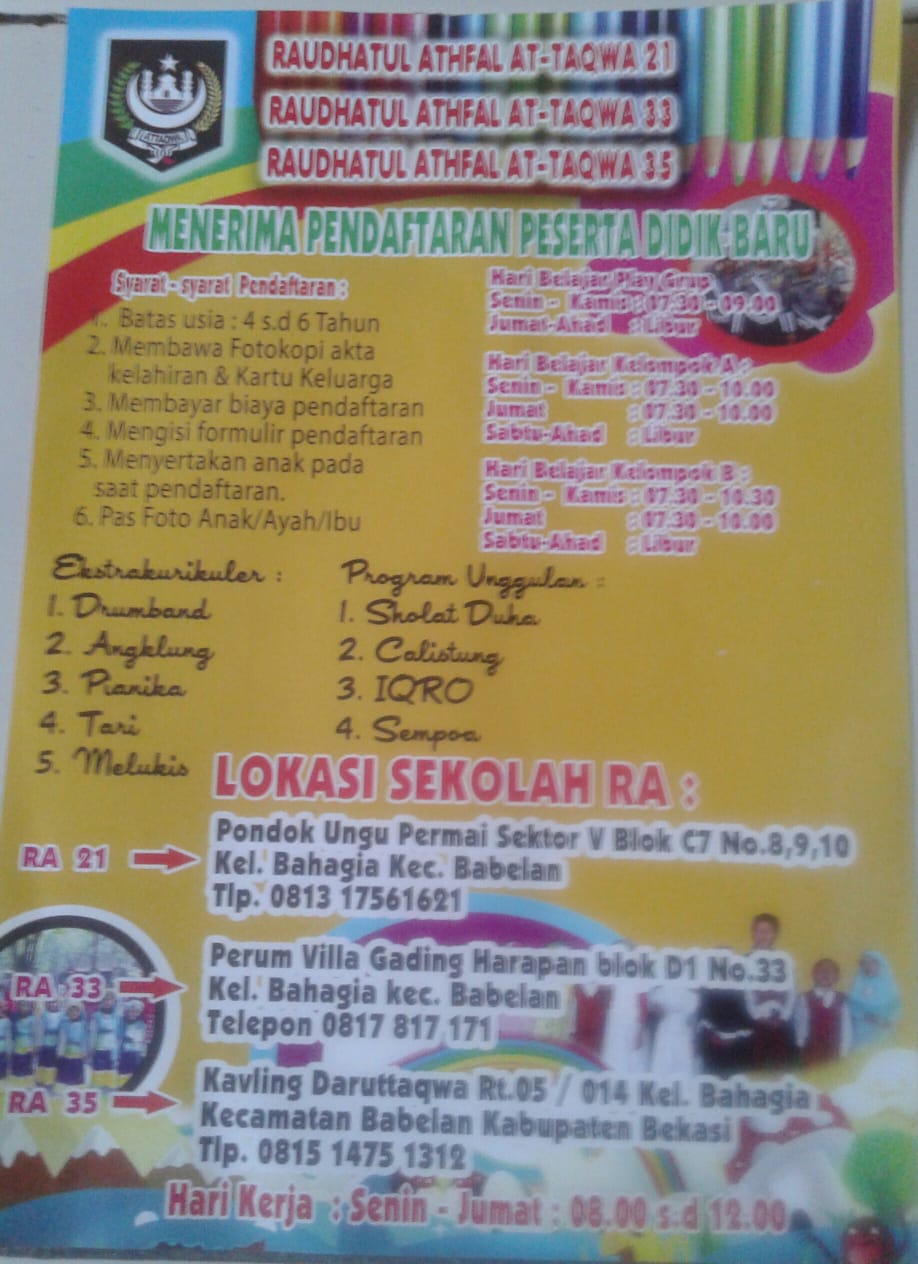 ATTAQWA
RAUDHATUL ATHFAL AT-TAQWA 21
RAUDHATUL ATHFAL AT-TAQWA 33
RAUDHATUL ATHFAL AT-TAQWA 35
MENERIMA PENDAFTARAN PESERTA DIDIK BARU
Syarat - syarat Pendaftaran :
1. Batas usia : 4 s.d 6 Tahun
2. Membawa Fotokopi akta
kelahiran & Kartu Keluarga
3. Membayar biaya pendaftaran
4. Mengisi formulir pendaftaran
5. Menyertakan anak pada
saat pendaftaran.
6. Pas Foto Anak/Ayah/Ibu
Hari Belajar Play Grup
Senin - Kamis : 07.30 - 09.00
Jumat-Ahad : Libur
Hari Belajar Kelompok A :
Senin - Kamis : 07.30 - 10.00
Jumat : 07.30 - 10.00
Sabtu-Ahad : Libur
Hari Belajar Kelompok B :
Senin - Kamis : 07.30 - 10.30
Jumat : 07.30 - 10.00
Sabtu-Ahad : Libur
Ekstrakurikuler :
1. Drumband
2. Angklung
3. Pianika
4. Tari
5. Melukis
Program Unggulan :
1. Sholat Duha
2. Calistung
3. IQRO
4. Sempoa
LOKASI SEKOLAH RA :
RA 21
Pondok Ungu Permai Sektor V Blok C7 No.8,9,10
Kel. Bahagia Kec. Babelan
Tlp. 0813 17561621
RA 33
Perum Villa Gading Harapan blok D1 No.33
Kel. Bahagia kec. Babelan
Telepon 0817 817 171
RA 35
Kavling Daruttaqwa Rt.05 / 014 Kel. Bahagia
Kecamatan Babelan Kabupaten Bekasi
Tlp. 0815 1475 1312
Hari Kerja : Senin - Jumat : 08.00 s.d 12.00